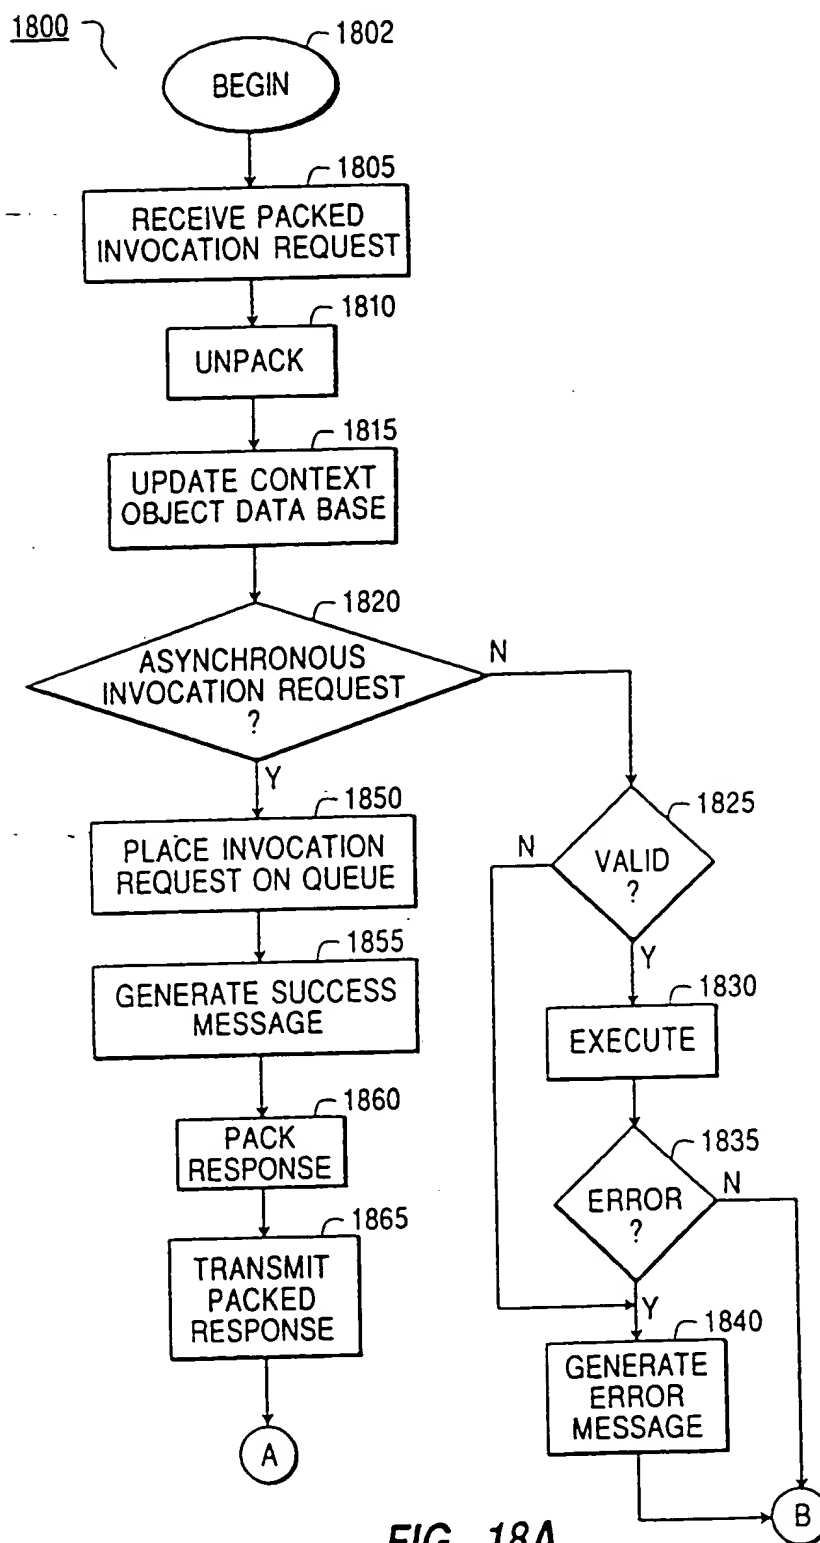 1800
1802
BEGIN
1805
RECEIVE PACKED
INVOCATION REQUEST
1810
UNPACK
1815
UPDATE CONTEXT
OBJECT DATA BASE
1820
ASYNCHRONOUS
INVOCATION REQUEST
?
N
Y
1850
PLACE INVOCATION
REQUEST ON QUEUE
1855
GENERATE SUCCESS
MESSAGE
1860
PACK
RESPONSE
1865
TRANSMIT
PACKED
RESPONSE
A
1825
VALID
?
N
Y
1830
EXECUTE
1835
ERROR
?
N
Y
1840
GENERATE
ERROR
MESSAGE
B
FIG. 18A